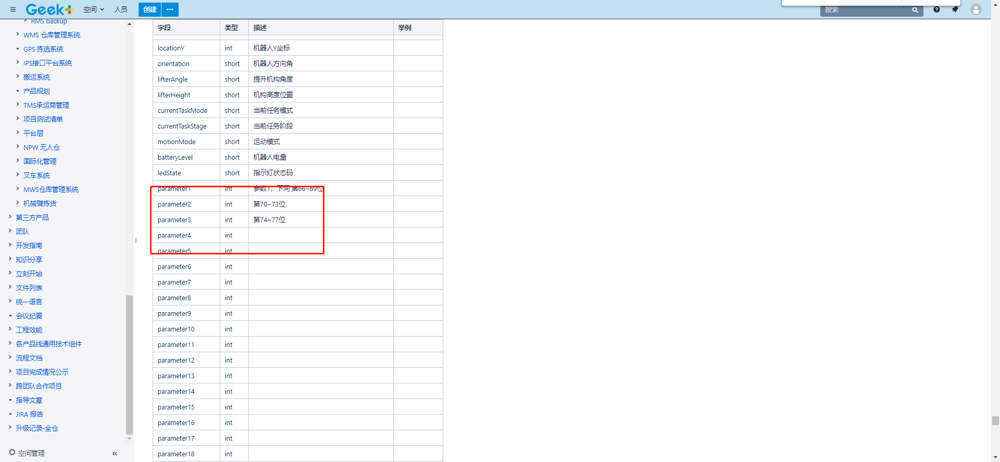 Geek+ 空间 人员 创建 ••• 搜索
RMS backup
WMS 仓库管理系统
GPS 拣选系统
IPS接口平台系统
搬运系统
产品规划
TMS承运商管理
项目测试清单
平台层
NPW 无人仓
国际化管理
叉车系统
MWS仓库管理系统
机械臂拣货
第三方产品
团队
开发指南
知识分享
立刻开始
文件列表
统一语言
会议纪要
工程效能
各产品线通用技术组件
流程文档
项目完成情况公示
跨团队合作项目
指导文章
JIRA 报告
升级记录-全仓
空间管理 «
字段 类型 描述 举例
locationY int 机器人Y坐标
orientation short 机器人方向角
lifterAngle short 提升机构角度
lifterHeight short 机构高度位置
currentTaskMode short 当前任务模式
currentTaskStage short 当前任务阶段
motionMode short 运动模式
batteryLevel short 机器人电量
ledState short 指示灯状态码
parameter1 int 参数1，下同 第66~69位
parameter2 int 第70~73位
parameter3 int 第74~77位
parameter4 int
parameter5 int
parameter6 int
parameter7 int
parameter8 int
parameter9 int
parameter10 int
parameter11 int
parameter12 int
parameter13 int
parameter14 int
parameter15 int
parameter16 int
parameter17 int
parameter18 int